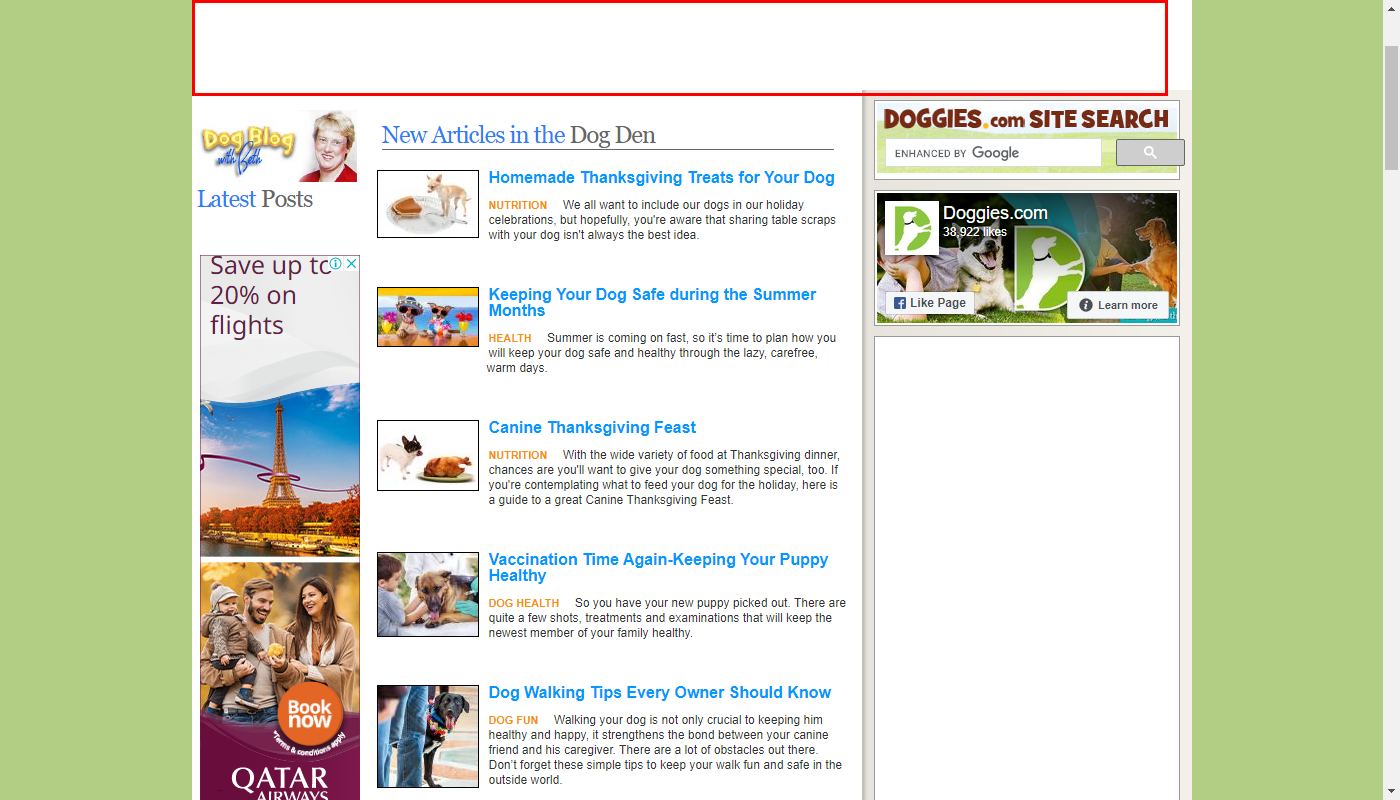 Dog Blog
with Beth
Latest Posts
Save up to
20% on
flights
Book
now
*Terms & conditions apply
QATAR
AIRWAYS
New Articles in the Dog Den
Homemade Thanksgiving Treats for Your Dog
NUTRITION We all want to include our dogs in our holiday
celebrations, but hopefully, you're aware that sharing table scraps
with your dog isn't always the best idea.
Keeping Your Dog Safe during the Summer
Months
HEALTH Summer is coming on fast, so it’s time to plan how you
will keep your dog safe and healthy through the lazy, carefree,
warm days.
Canine Thanksgiving Feast
NUTRITION With the wide variety of food at Thanksgiving dinner,
chances are you'll want to give your dog something special, too. If
you're contemplating what to feed your dog for the holiday, here is
a guide to a great Canine Thanksgiving Feast.
Vaccination Time Again-Keeping Your Puppy
Healthy
DOG HEALTH So you have your new puppy picked out. There are
quite a few shots, treatments and examinations that will keep the
newest member of your family healthy.
Dog Walking Tips Every Owner Should Know
DOG FUN Walking your dog is not only crucial to keeping him
healthy and happy, it strengthens the bond between your canine
friend and his caregiver. There are a lot of obstacles out there.
Don’t forget these simple tips to keep your walk fun and safe in the
outside world.
DOGGIES.com SITE SEARCH
ENHANCED BY Google
Doggies.com
38,922 likes
Like Page
Learn more